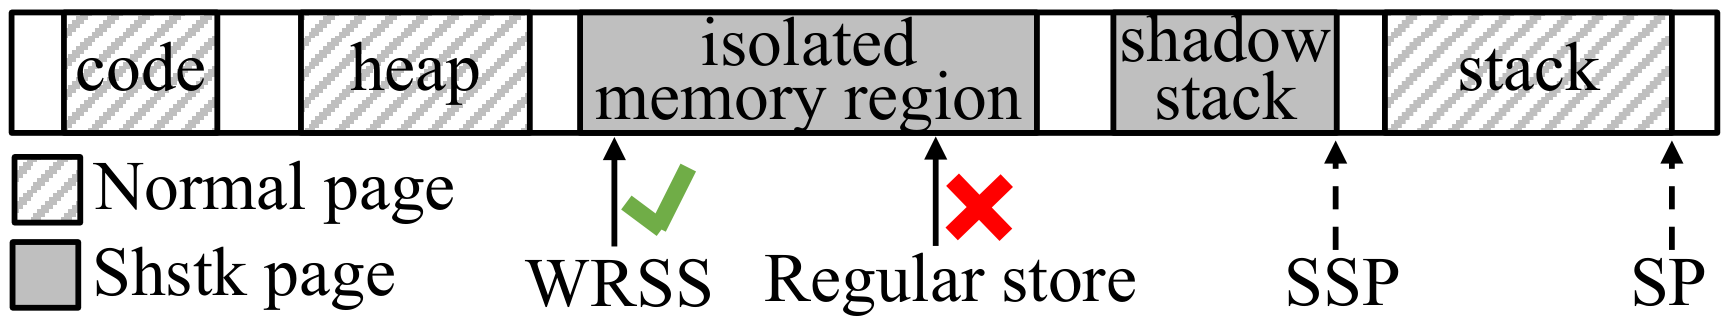 code
heap
isolated
memory region
shadow
stack
stack
Normal page
Shstk page
WRSS
Regular store
SSP
SP